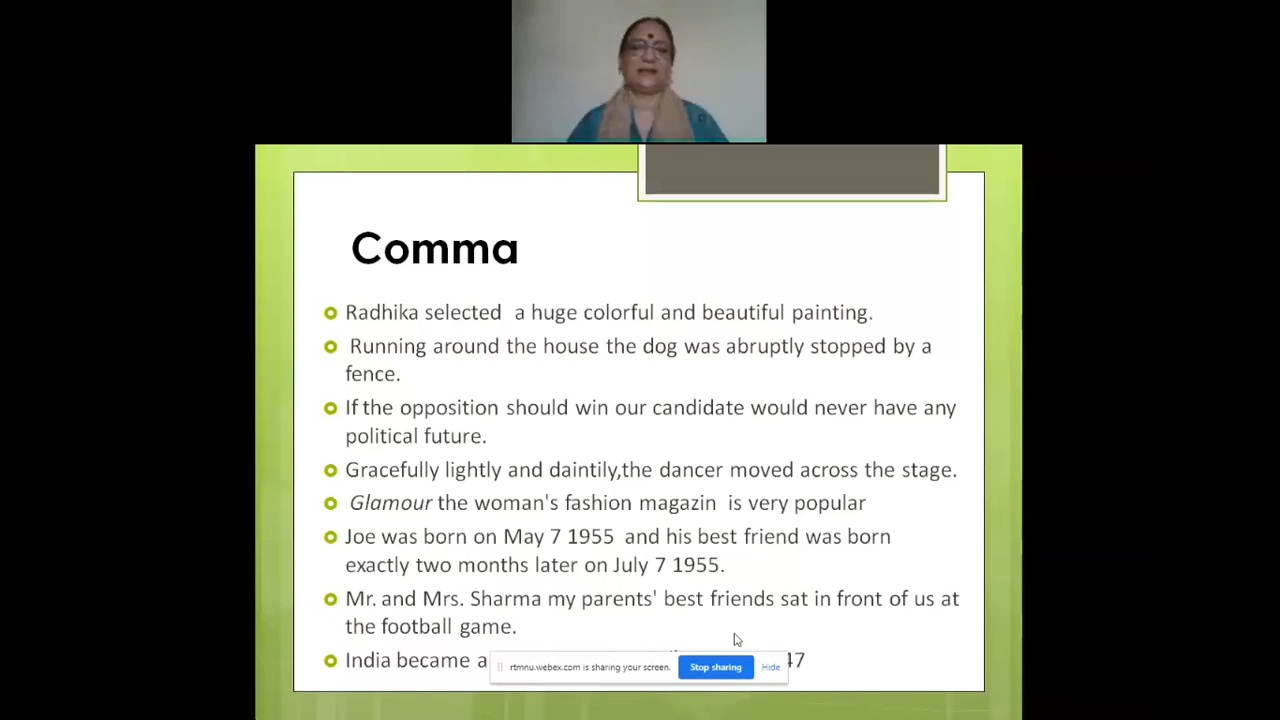 Comma
Radhika selected a huge colorful and beautiful painting.
Running around the house the dog was abruptly stopped by a
fence.
If the opposition should win our candidate would never have any
political future.
Gracefully lightly and daintily,the dancer moved across the stage.
Glamour the woman's fashion magazin is very popular
Joe was born on May 7 1955 and his best friend was born
exactly two months later on July 7 1955.
Mr. and Mrs. Sharma my parents' best friends sat in front of us at
the football game.
India became a 47
rtmnu.webex.com is sharing your screen. Stop sharing Hide